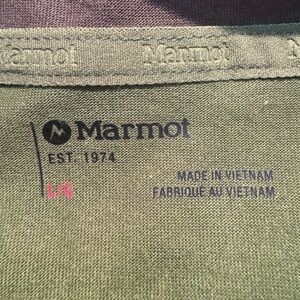 Marmot Marmot
Marmot
EST. 1974
L/G
MADE IN VIETNAM
FABRIQUÉ AU VIETNAM